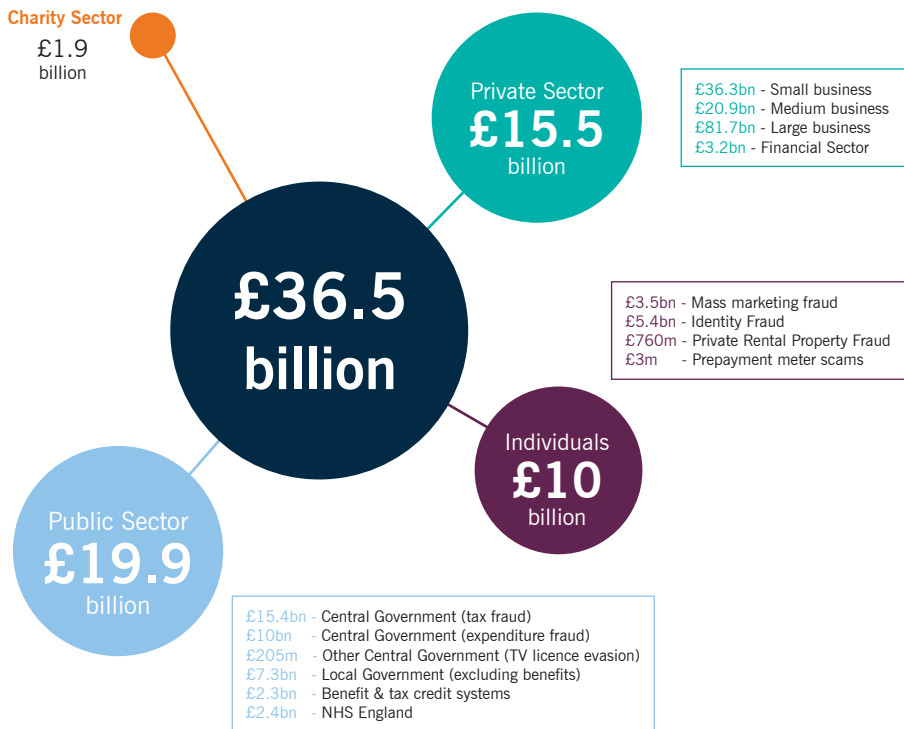 Charity Sector
£1.9
billion
Private Sector
£15.5
billion
£36.3bn - Small business
£20.9bn - Medium business
£81.7bn - Large business
£3.2bn - Financial Sector
£36.5
billion
£3.5bn - Mass marketing fraud
£5.4bn - Identity Fraud
£760m - Private Rental Property Fraud
£3m - Prepayment meter scams
Individuals
£10
billion
Public Sector
£19.9
billion
£15.4bn - Central Government (tax fraud)
£10bn - Central Government (expenditure fraud)
£205m - Other Central Government (TV licence evasion)
£7.3bn - Local Government (excluding benefits)
£2.3bn - Benefit & tax credit systems
£2.4bn - NHS England